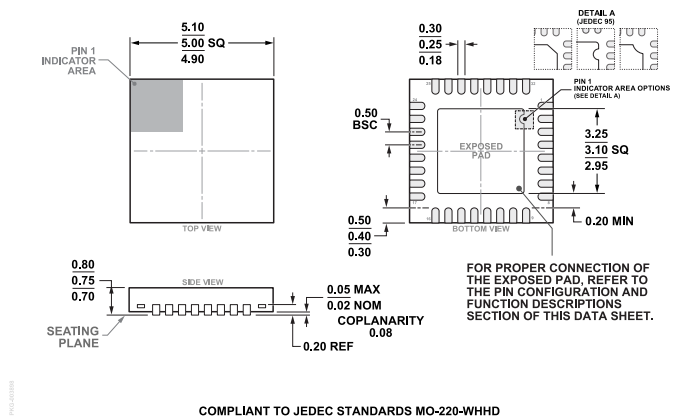 DETAIL A
(JEDEC 95)
5.10
5.00 SQ
4.90
0.30
0.25
0.18
PIN 1
INDICATOR
AREA
PIN 1
INDICATOR AREA OPTIONS
(SEE DETAIL A)
0.50
BSC
EXPOSED
PAD
3.25
3.10 SQ
2.95
TOP VIEW
BOTTOM VIEW
0.50
0.40
0.30
0.20 MIN
0.80
0.75
0.70
SIDE VIEW
0.05 MAX
0.02 NOM
COPLANARITY
0.08
0.20 REF
SEATING
PLANE
FOR PROPER CONNECTION OF
THE EXPOSED PAD, REFER TO
THE PIN CONFIGURATION AND
FUNCTION DESCRIPTIONS
SECTION OF THIS DATA SHEET.
COMPLIANT TO JEDEC STANDARDS MO-220-WHHD